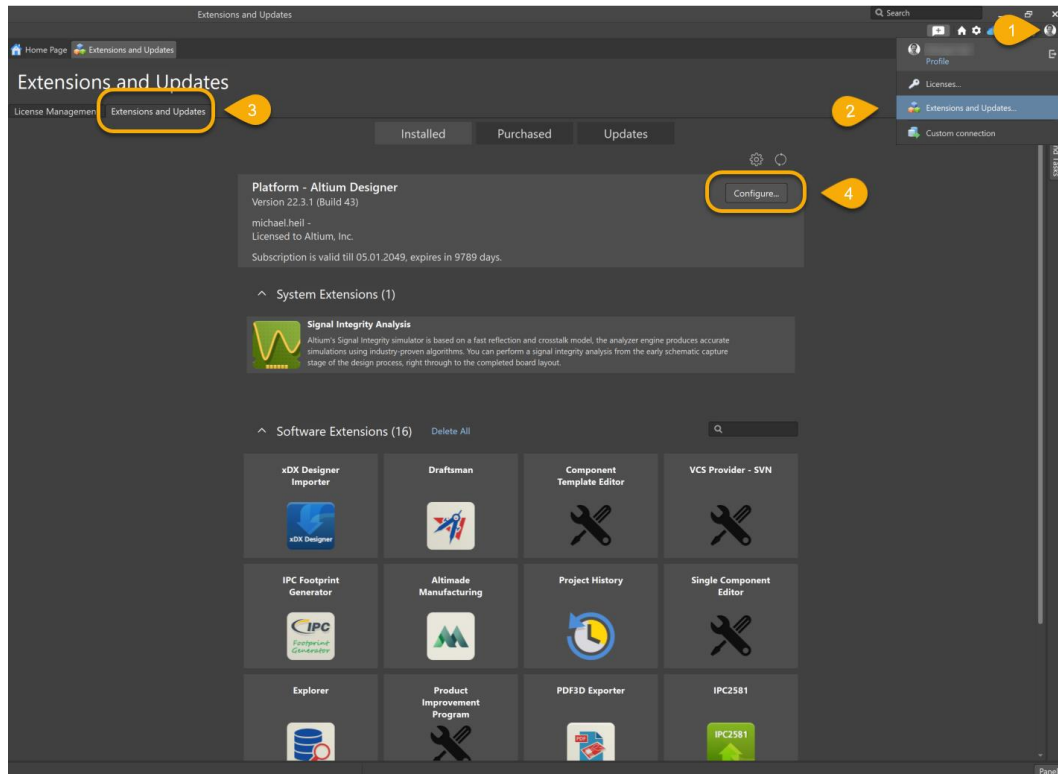 Extensions and Updates
Search
1
Home Page
Extensions and Updates
Profile
Extensions and Updates
Licenses...
License Management
Extensions and Updates
3
2
Extensions and Updates...
Installed
Purchased
Updates
Custom connection
Platform - Altium Designer
Version 22.3.1 (Build 43)
Configure...
4
michael.heil -
Licensed to Altium, Inc.
Subscription is valid till 05.01.2049, expires in 9789 days.
System Extensions (1)
Signal Integrity Analysis
Altium's Signal Integrity simulator is based on a fast reflection and crosstalk model, the analyzer engine produces accurate
simulations using industry-proven algorithms. You can perform a signal integrity analysis from the early schematic capture
stage of the design process, right through to the completed board layout.
Software Extensions (16)
Delete All
xDX Designer
Importer
xDX Designer
Draftsman
Component
Template Editor
VCS Provider - SVN
IPC Footprint
Generator
IPC
Footprint
Generator
Altimade
Manufacturing
Project History
Single Component
Editor
Explorer
Product
Improvement
Program
PDF3D Exporter
PDF
IPC2581
IPC2581